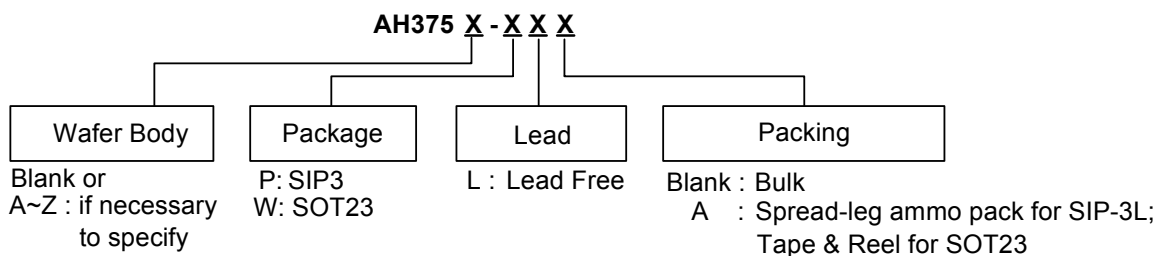 AH375 X - X X X
Wafer Body
Package
Lead
Packing
Blank or
A~Z : if necessary
to specify
P: SIP3
W: SOT23
L : Lead Free
Blank : Bulk
A : Spread-leg ammo pack for SIP-3L;
Tape & Reel for SOT23